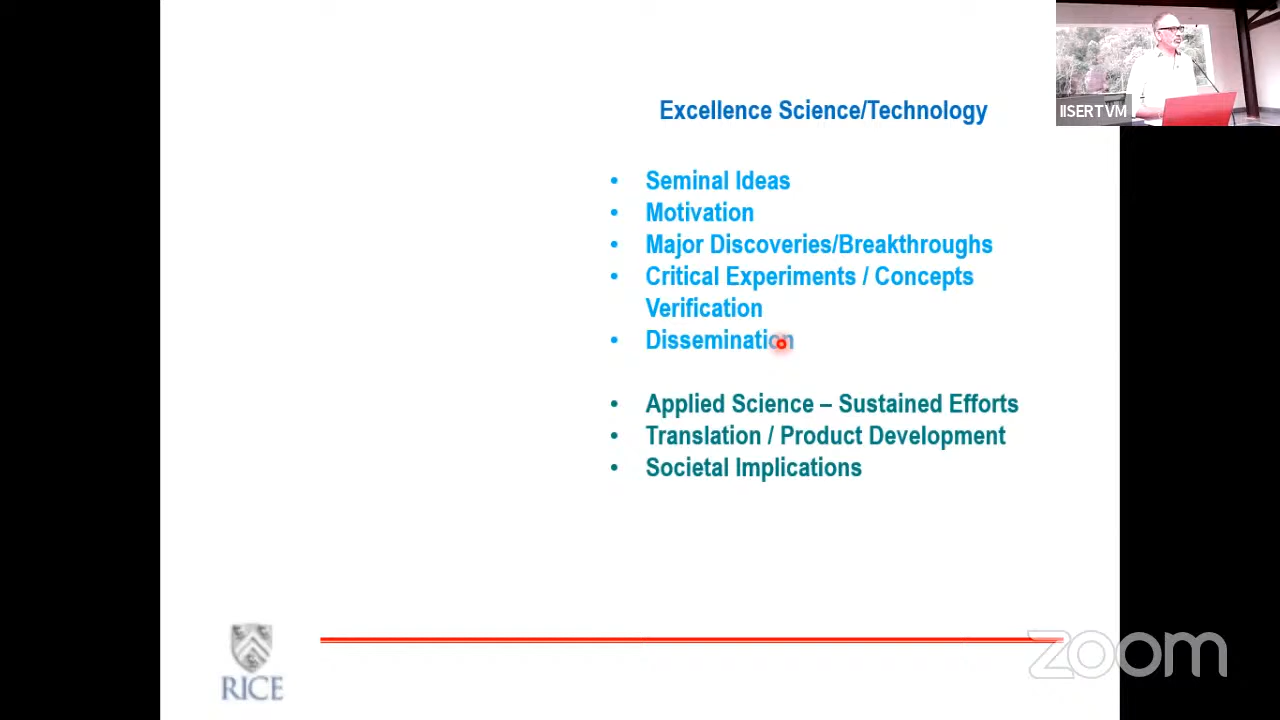 IISERTVM
Excellence Science/Technology
• Seminal Ideas
• Motivation
• Major Discoveries/Breakthroughs
• Critical Experiments / Concepts
Verification
• Dissemination
• Applied Science – Sustained Efforts
• Translation / Product Development
• Societal Implications
RICE
zoom